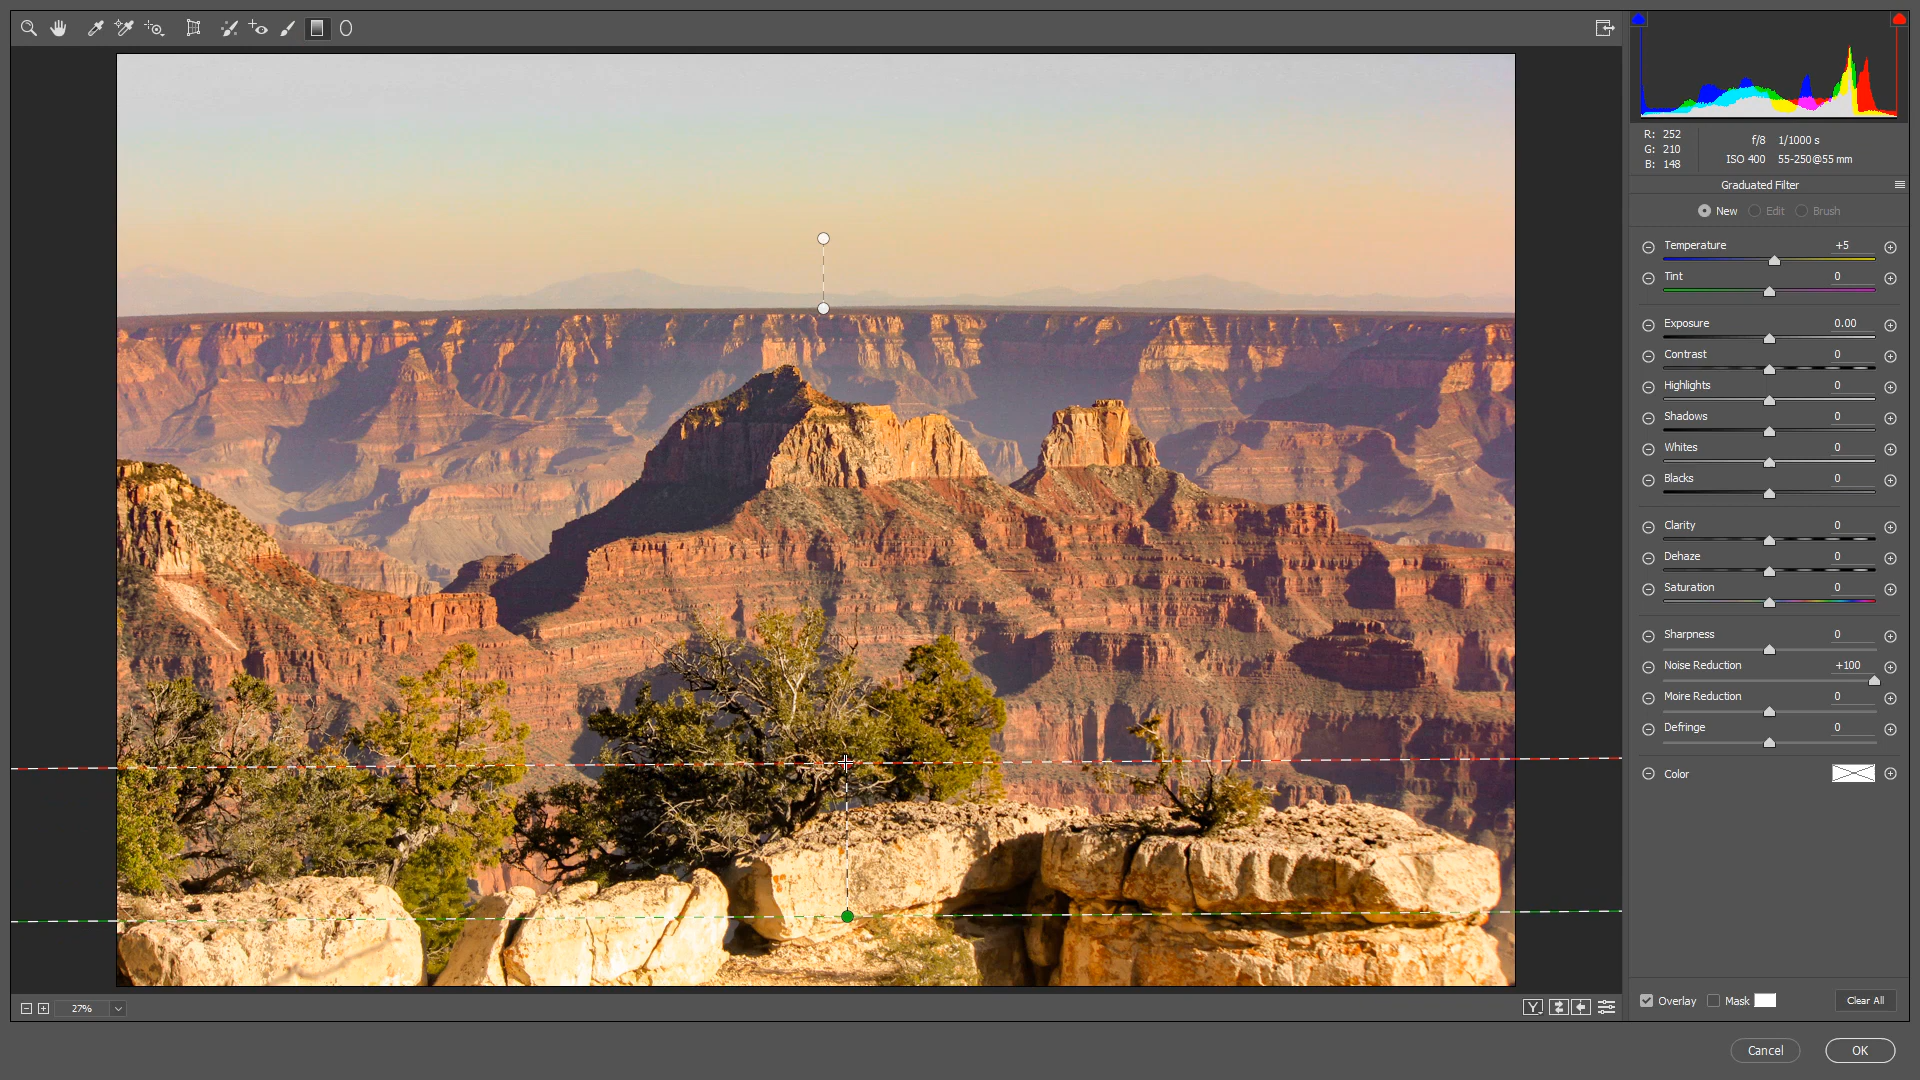 R: 252
G: 210
B: 148
f/8 1/1000 s
ISO 400 55-250@55 mm
Graduated Filter
New Edit Brush
Temperature +5
Tint 0
Exposure 0.00
Contrast 0
Highlights 0
Shadows 0
Whites 0
Blacks 0
Clarity 0
Dehaze 0
Saturation 0
Sharpness 0
Noise Reduction +100
Moire Reduction 0
Defringe 0
Color
27%
Y
Overlay Mask Clear All
Cancel OK